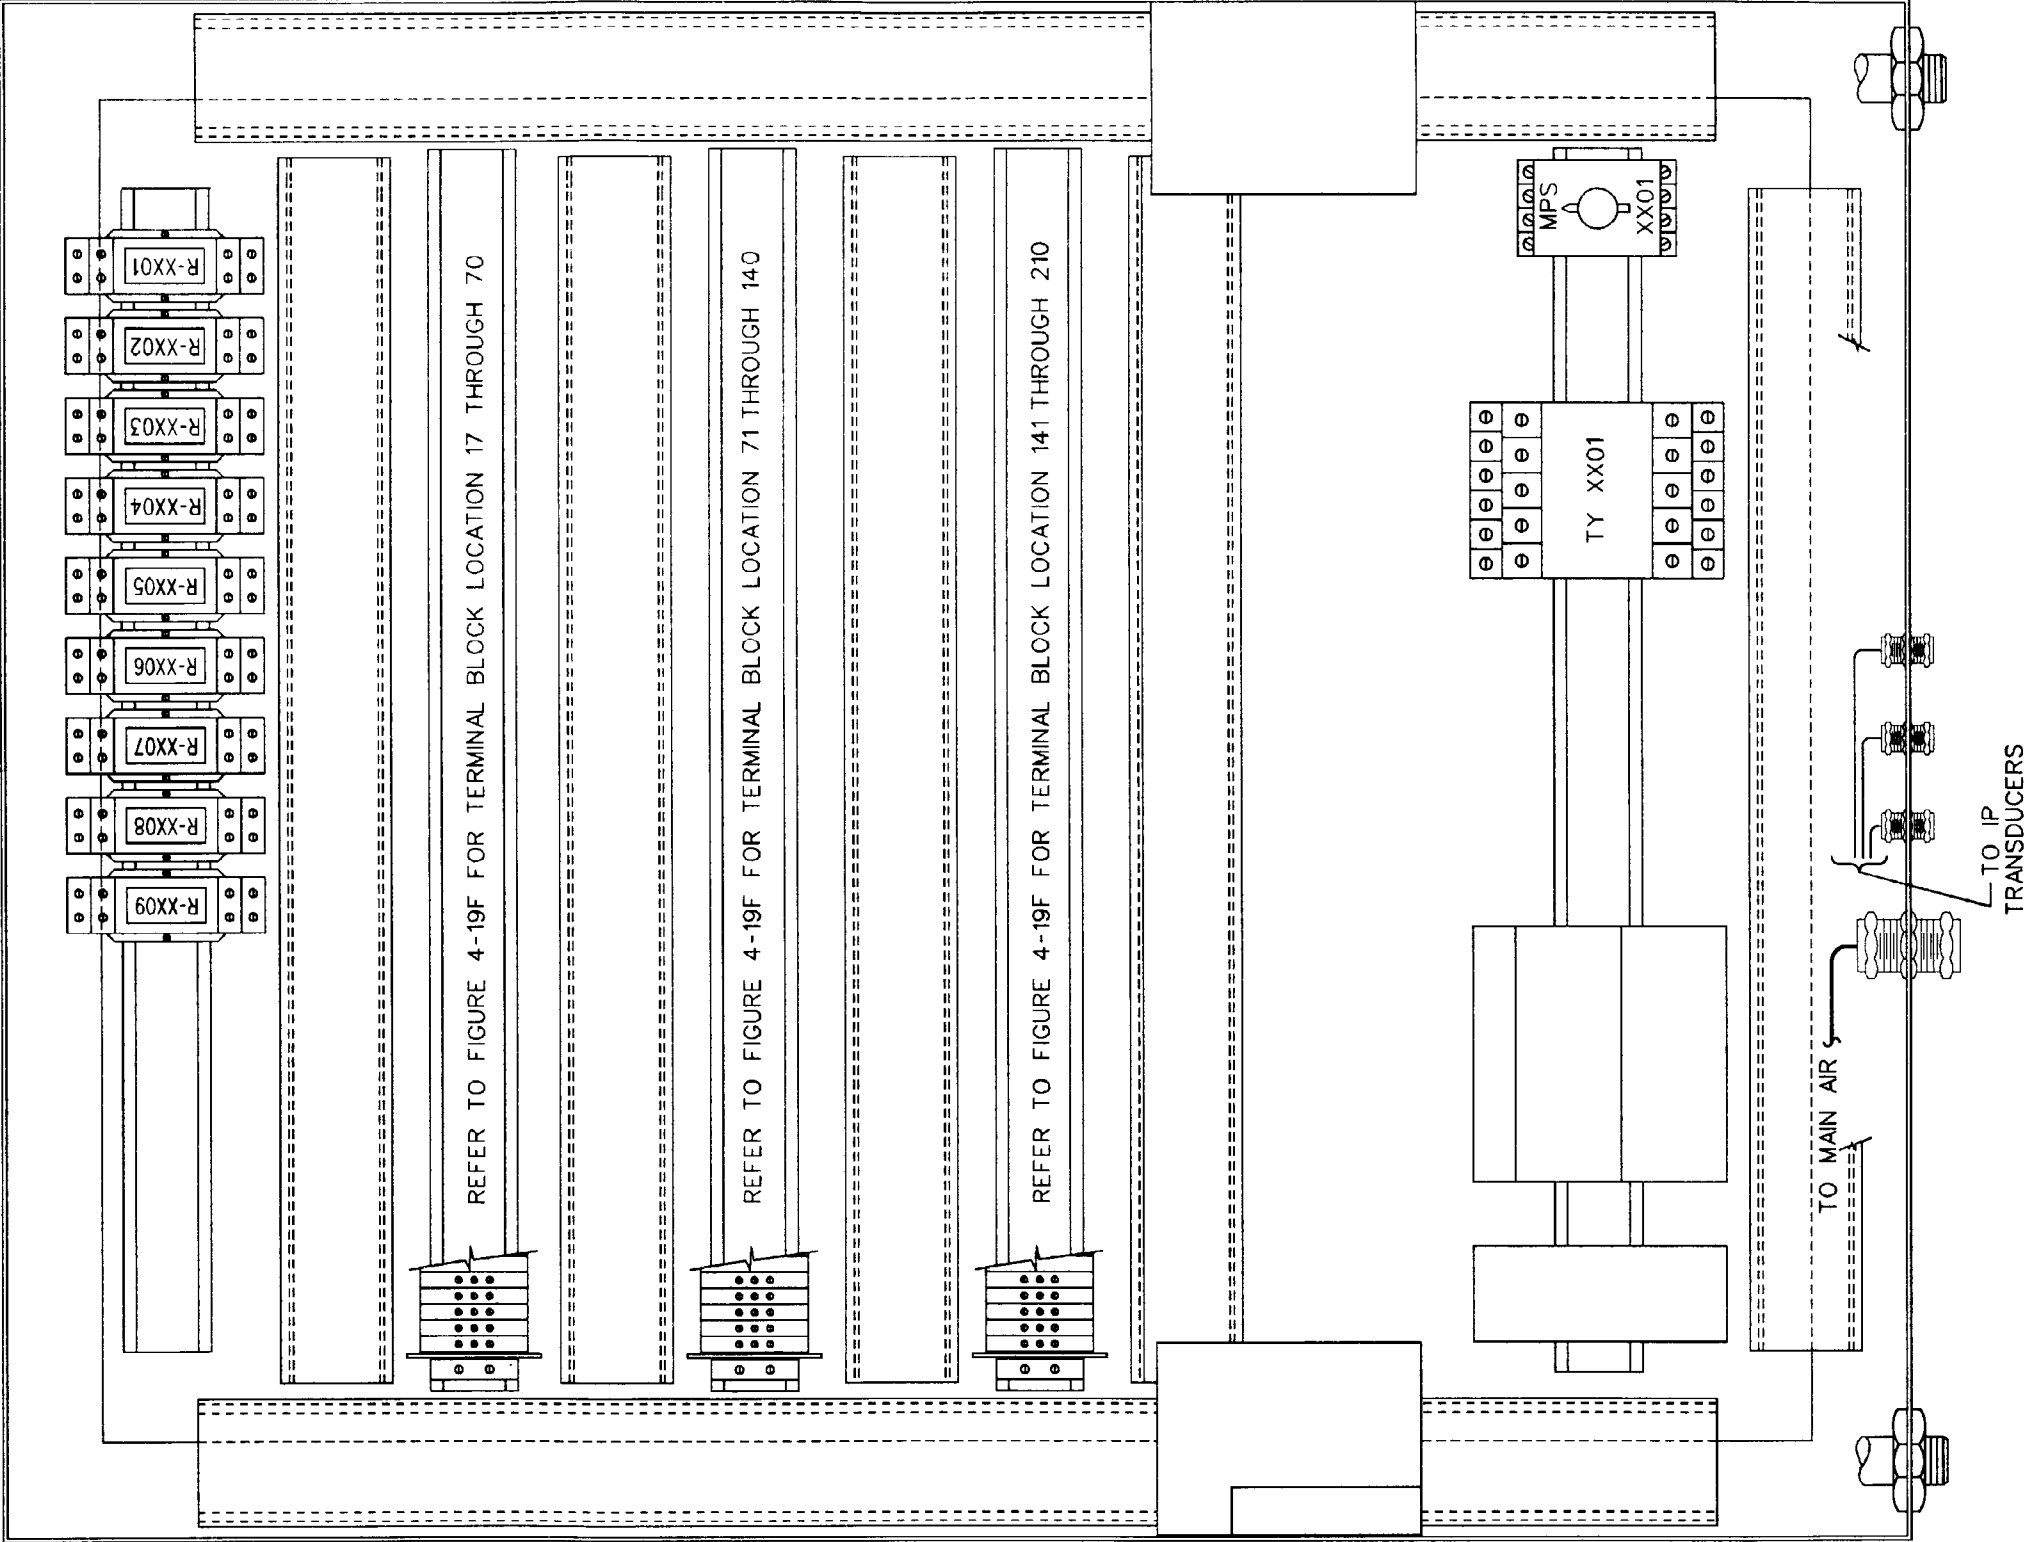 R-XX01
R-XX02
R-XX03
R-XX04
R-XX05
R-XX06
R-XX07
R-XX08
R-XX09
REFER TO FIGURE 4-19F FOR TERMINAL BLOCK LOCATION 17 THROUGH 70
REFER TO FIGURE 4-19F FOR TERMINAL BLOCK LOCATION 71 THROUGH 140
REFER TO FIGURE 4-19F FOR TERMINAL BLOCK LOCATION 141 THROUGH 210
MPS
XX01
TY XX01
TO MAIN AIR
TO IP
TRANSDUCERS